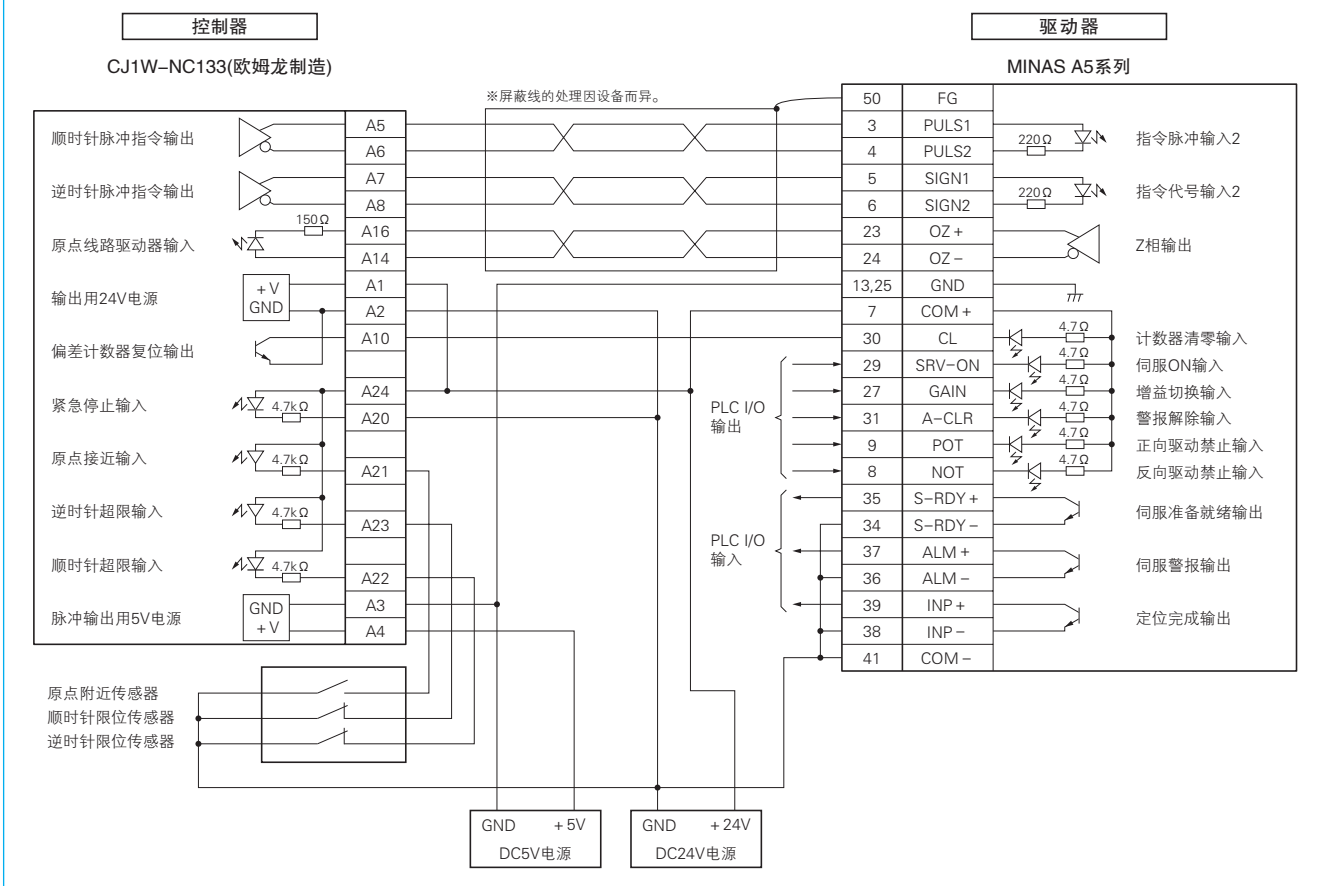 控制器
CJ1W-NC133(欧姆龙制造)
驱动器
MINAS A5系列
※屏蔽线的处理因设备而异。
顺时针脉冲指令输出
A5
A6
逆时针脉冲指令输出
A7
A8
原点线路驱动器输入
150Ω
A16
A14
输出用24V电源
+V
GND
A1
A2
偏差计数器复位输出
A10
紧急停止输入
4.7kΩ
A24
A20
原点接近输入
4.7kΩ
A21
逆时针超限输入
4.7kΩ
A23
顺时针超限输入
4.7kΩ
A22
脉冲输出用5V电源
GND
+V
A3
A4
50 FG
3 PULS1
4 PULS2
220Ω
指令脉冲输入2
5 SIGN1
6 SIGN2
220Ω
指令代号输入2
23 OZ+
24 OZ-
Z相输出
13,25 GND
7 COM+
30 CL 4.7Ω 计数器清零输入
29 SRV-ON 4.7Ω 伺服ON输入
27 GAIN 4.7Ω 增益切换输入
31 A-CLR 4.7Ω 警报解除输入
9 POT 4.7Ω 正向驱动禁止输入
8 NOT 4.7Ω 反向驱动禁止输入
PLC I/O
输出
35 S-RDY+
34 S-RDY-
伺服准备就绪输出
37 ALM+
36 ALM-
伺服警报输出
39 INP+
38 INP-
定位完成输出
41 COM-
PLC I/O
输入
原点附近传感器
顺时针限位传感器
逆时针限位传感器
GND +5V
DC5V电源
GND +24V
DC24V电源